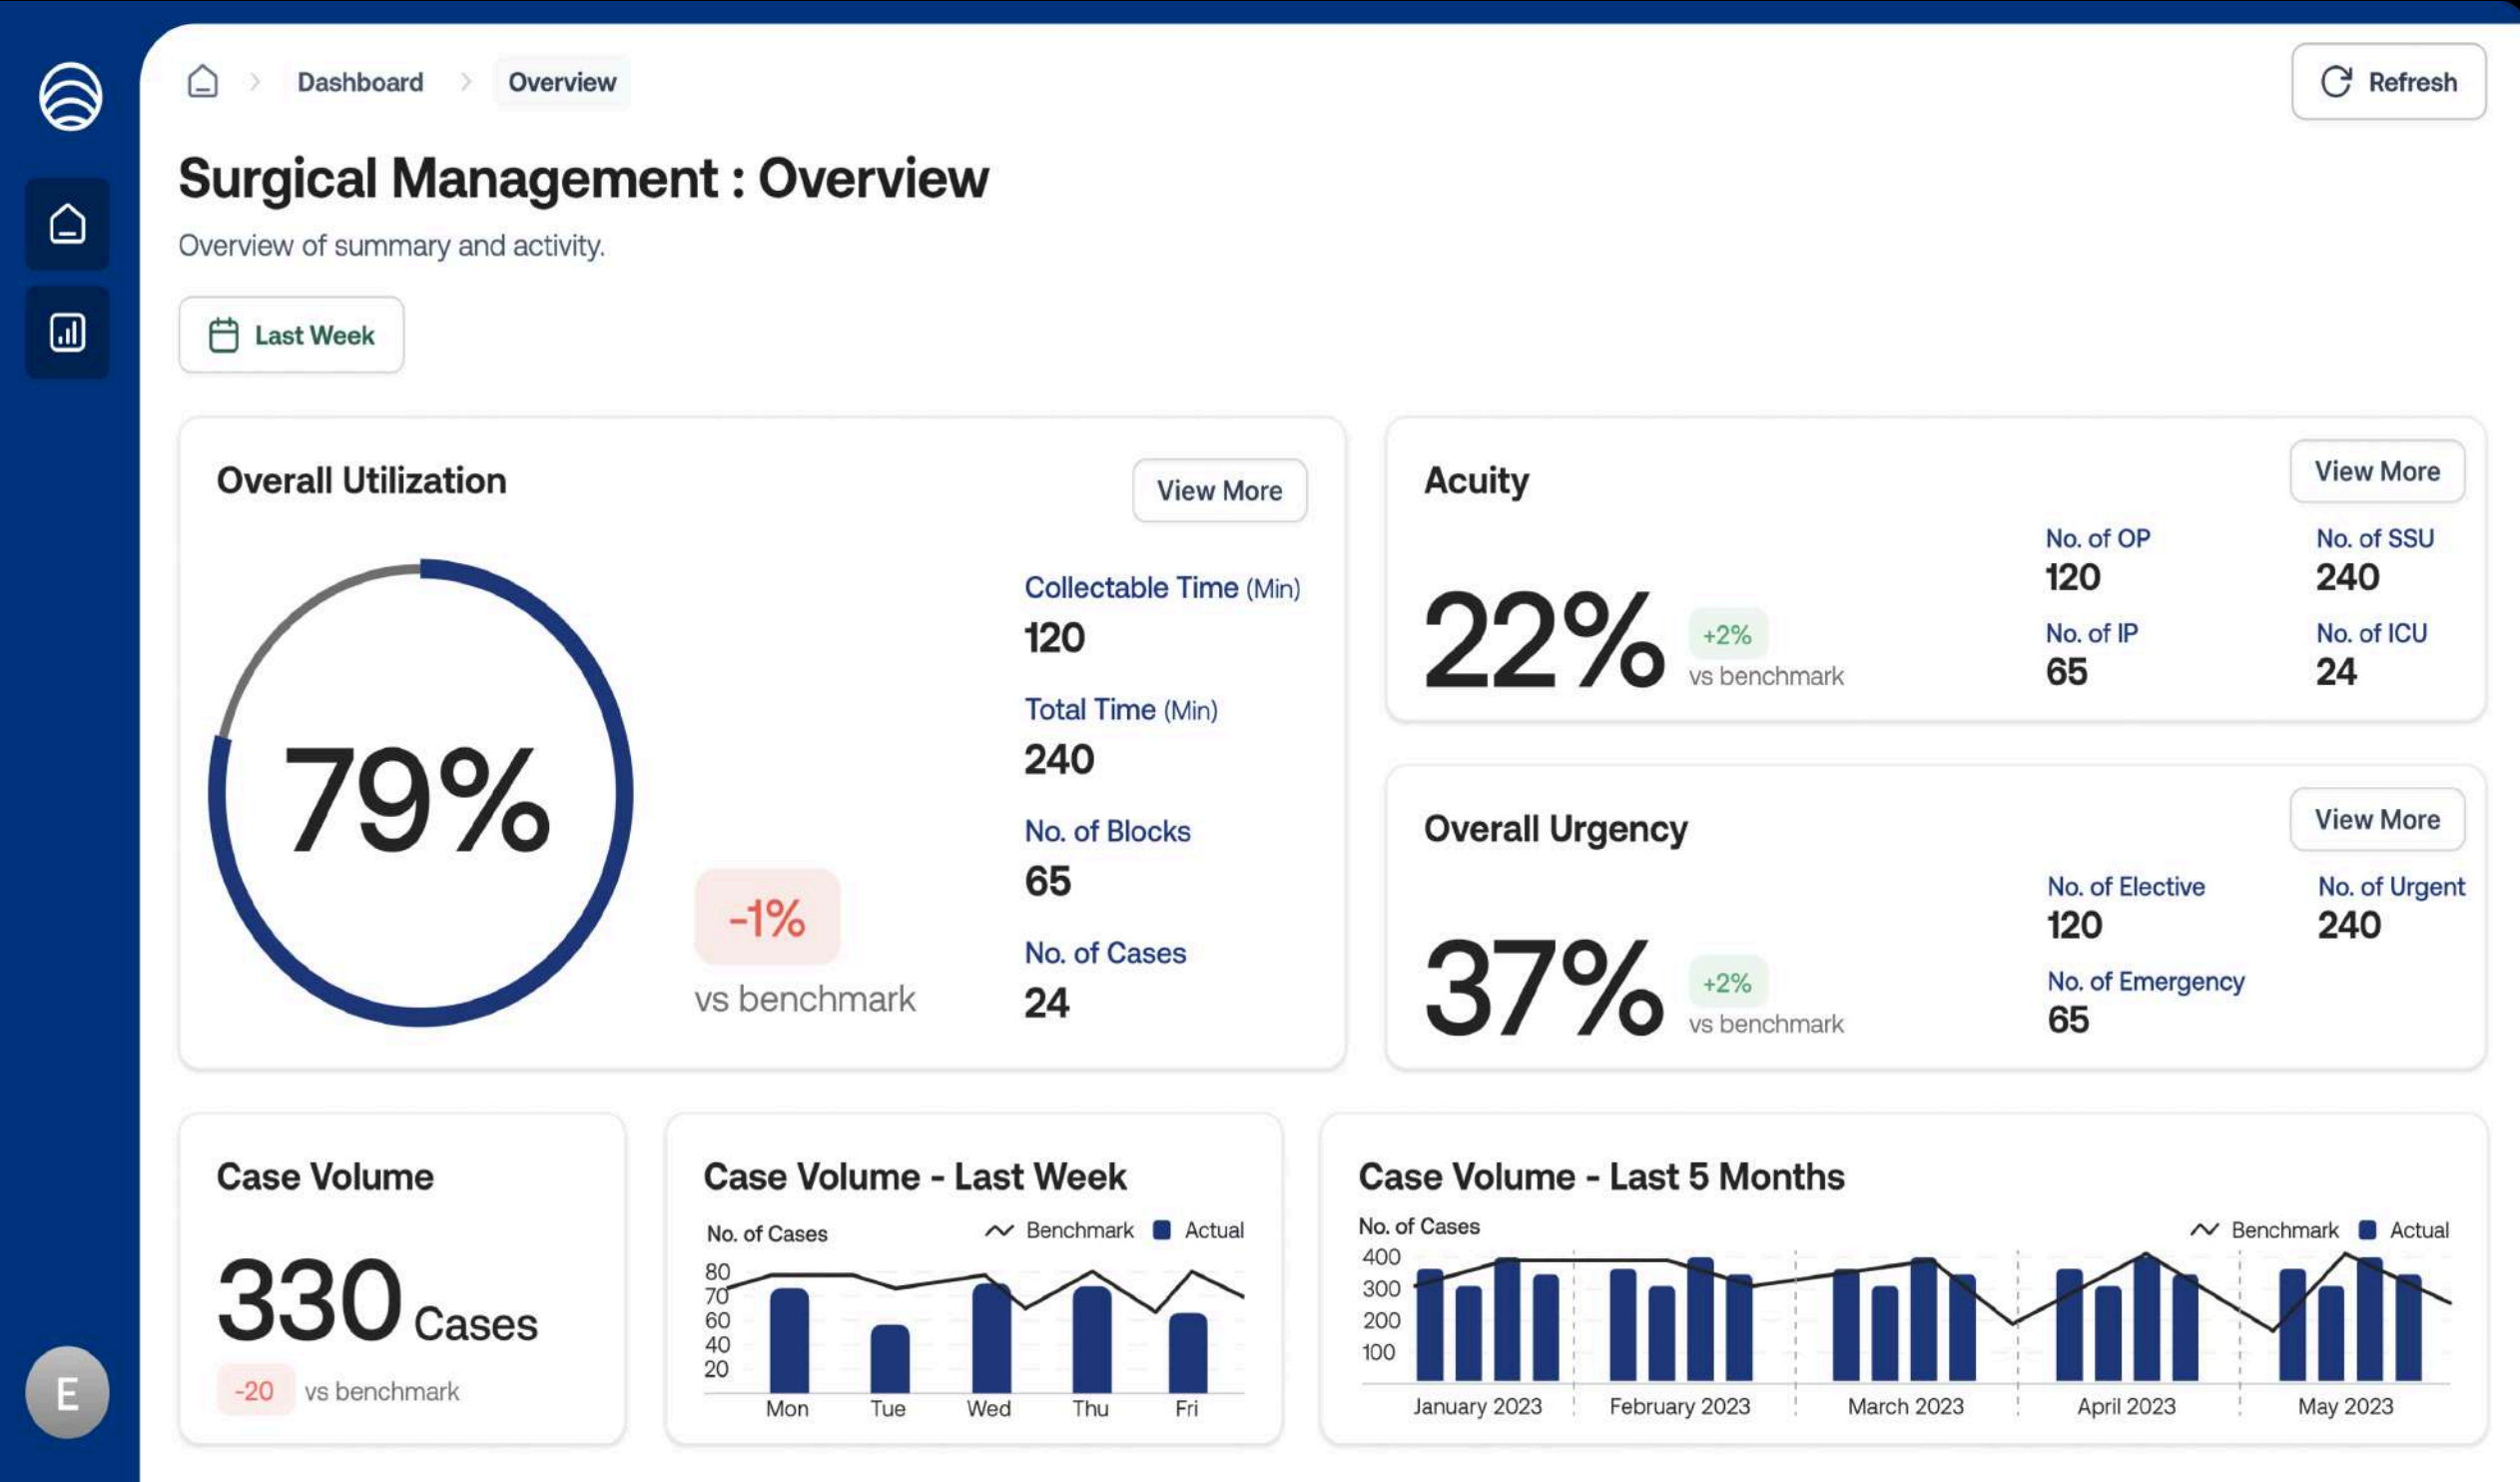 Dashboard
Overview
Refresh
Surgical Management : Overview
Overview of summary and activity.
Last Week
Overall Utilization
View More
79%
-1%
vs benchmark
Collectable Time (Min)
120
Total Time (Min)
240
No. of Blocks
65
No. of Cases
24
Acuity
View More
22%
+2%
vs benchmark
No. of OP
120
No. of SSU
240
No. of IP
65
No. of ICU
24
Overall Urgency
View More
37%
+2%
vs benchmark
No. of Elective
120
No. of Urgent
240
No. of Emergency
65
Case Volume
330 Cases
-20 vs benchmark
Case Volume - Last Week
No. of Cases
Benchmark Actual
80
70
60
40
20
Mon Tue Wed Thu Fri
Case Volume - Last 5 Months
No. of Cases
Benchmark Actual
400
300
200
100
January 2023 February 2023 March 2023 April 2023 May 2023
E